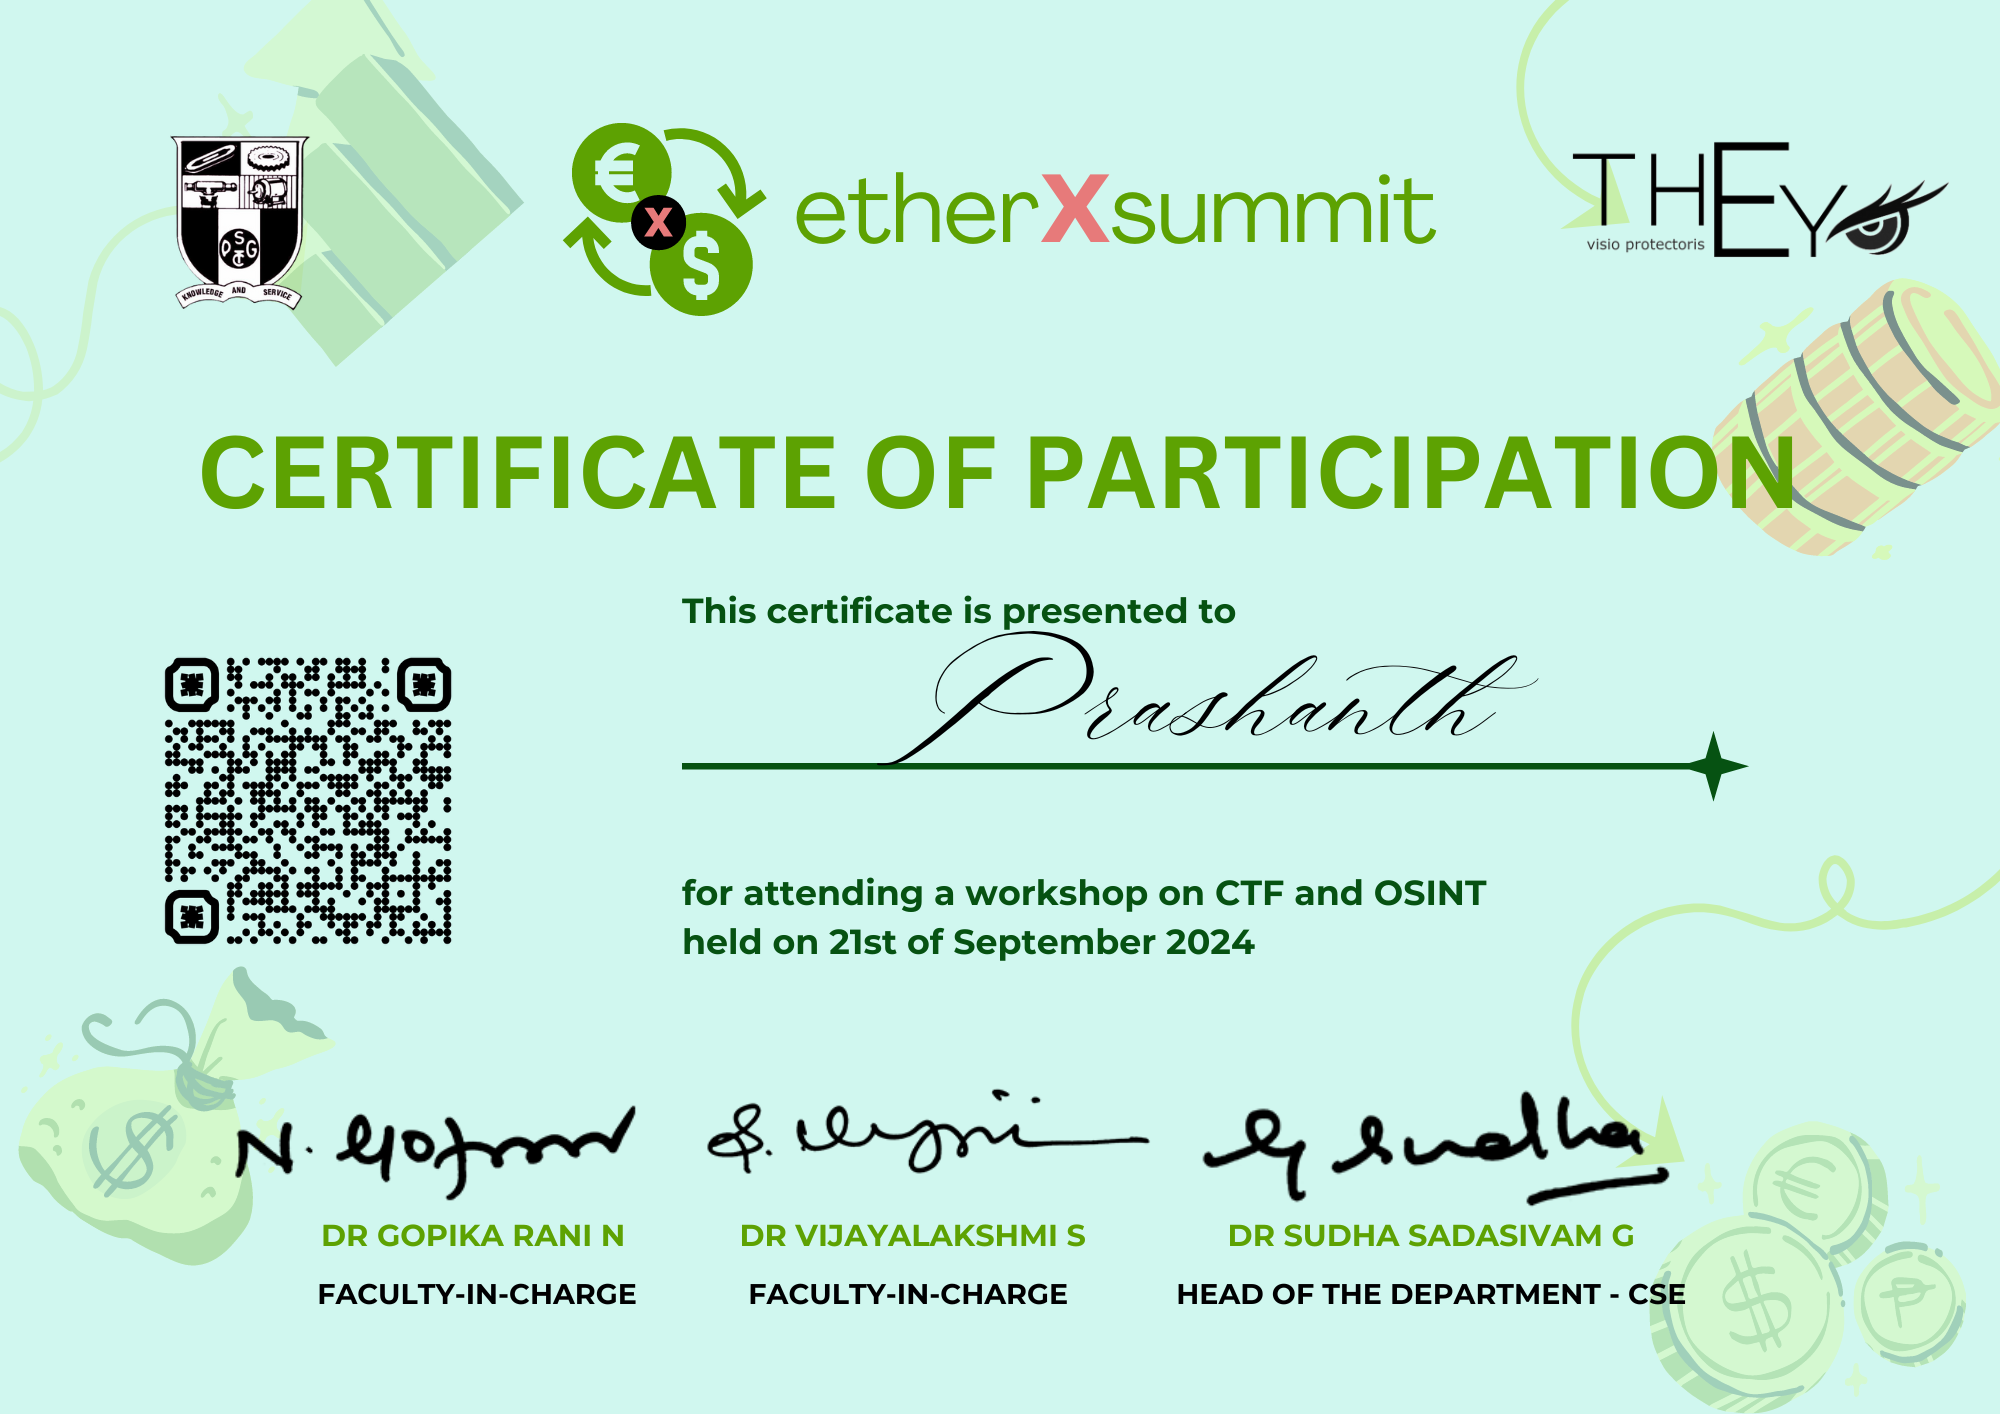 KNOWLEDGE AND SERVICE
PSG
CT
€
X
$
etherXsummit
THEY
visio protectoris
CERTIFICATE OF PARTICIPATION
This certificate is presented to
Prashanth
for attending a workshop on CTF and OSINT
held on 21st of September 2024
$
N.
S.
G Sudha
€
DR GOPIKA RANI N
DR VIJAYALAKSHMI S
DR SUDHA SADASIVAM G
FACULTY-IN-CHARGE
FACULTY-IN-CHARGE
HEAD OF THE DEPARTMENT - CSE
$
₱